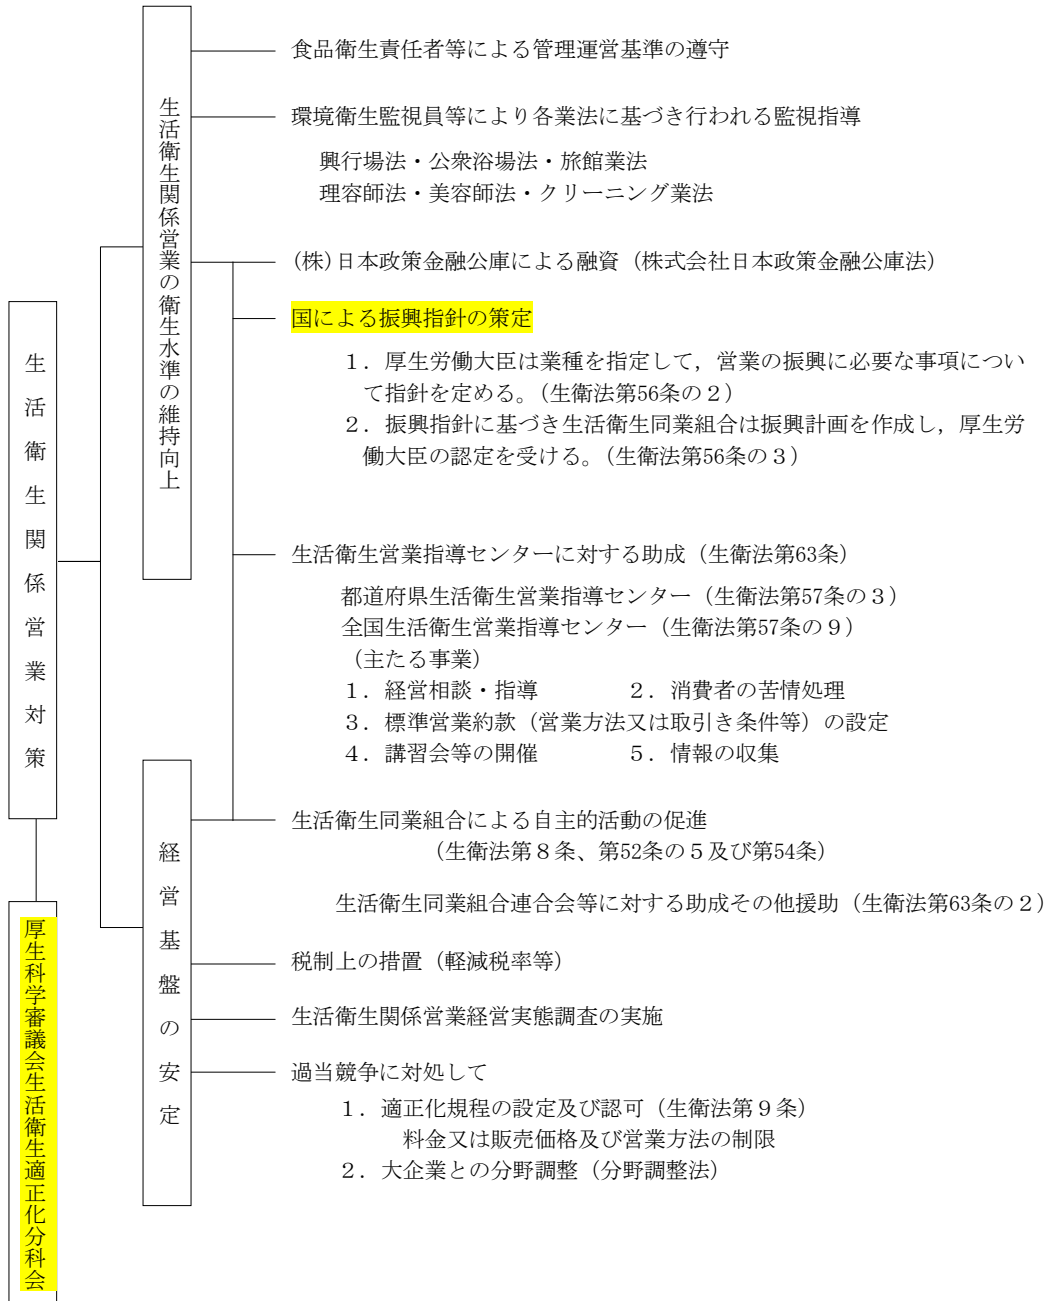 生活衛生関係営業対策
厚生科学審議会生活衛生適正化分科会
生活衛生関係営業の衛生水準の維持向上
食品衛生責任者等による管理運営基準の遵守
環境衛生監視員等により各業法に基づき行われる監視指導
興行場法・公衆浴場法・旅館業法
理容師法・美容師法・クリーニング業法
(株)日本政策金融公庫による融資（株式会社日本政策金融公庫法）
国による振興指針の策定
１．厚生労働大臣は業種を指定して，営業の振興に必要な事項につい
て指針を定める。（生衛法第56条の２）
２．振興指針に基づき生活衛生同業組合は振興計画を作成し，厚生労
働大臣の認定を受ける。（生衛法第56条の３）
生活衛生営業指導センターに対する助成（生衛法第63条）
都道府県生活衛生営業指導センター（生衛法第57条の３）
全国生活衛生営業指導センター（生衛法第57条の９）
（主たる事業）
１．経営相談・指導　　　２．消費者の苦情処理
３．標準営業約款（営業方法又は取引き条件等）の設定
４．講習会等の開催　　　５．情報の収集
経営基盤の安定
生活衛生同業組合による自主的活動の促進
（生衛法第８条、第52条の５及び第54条）
生活衛生同業組合連合会等に対する助成その他援助（生衛法第63条の２）
税制上の措置（軽減税率等）
生活衛生関係営業経営実態調査の実施
過当競争に対処して
１．適正化規程の設定及び認可（生衛法第９条）
料金又は販売価格及び営業方法の制限
２．大企業との分野調整（分野調整法）